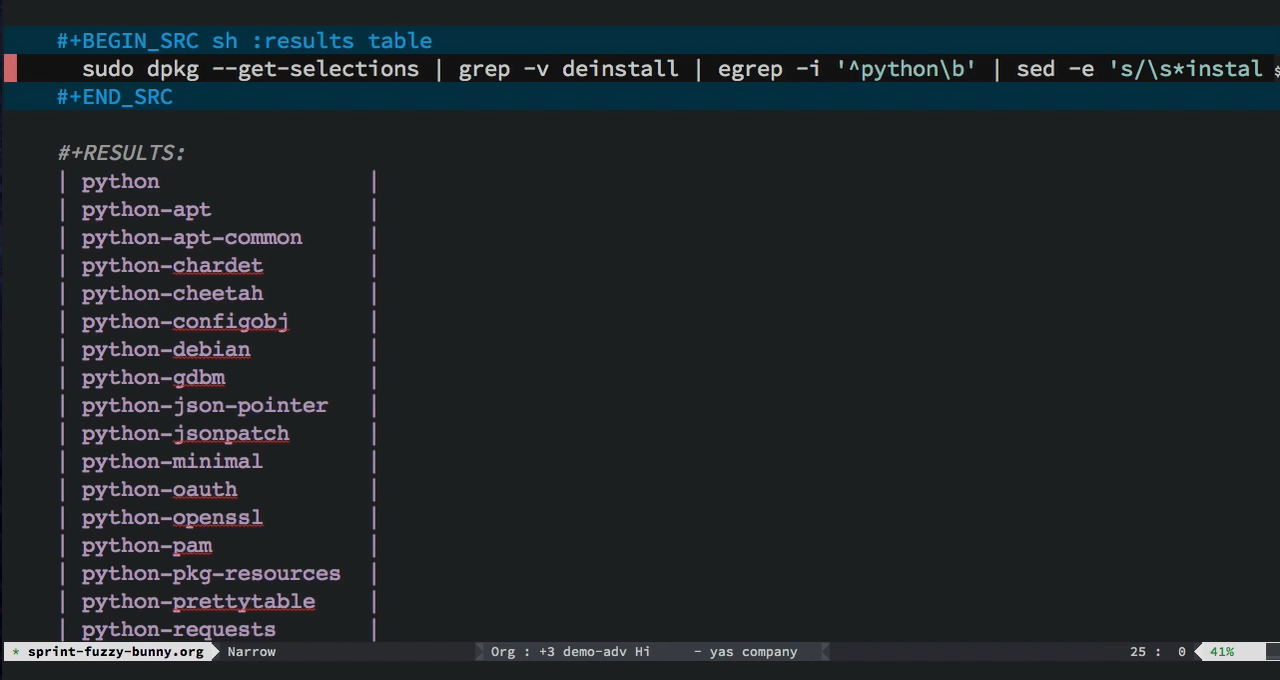 #+BEGIN_SRC sh :results table
sudo dpkg --get-selections | grep -v deinstall | egrep -i '^python\b' | sed -e 's/\s*instal $
#+END_SRC
#+RESULTS:
| python |
| python-apt |
| python-apt-common |
| python-chardet |
| python-cheetah |
| python-configobj |
| python-debian |
| python-gdbm |
| python-json-pointer |
| python-jsonpatch |
| python-minimal |
| python-oauth |
| python-openssl |
| python-pam |
| python-pkg-resources |
| python-prettytable |
| python-requests |
* sprint-fuzzy-bunny.org Narrow Org : +3 demo-adv Hi - yas company 25 : 0 41%